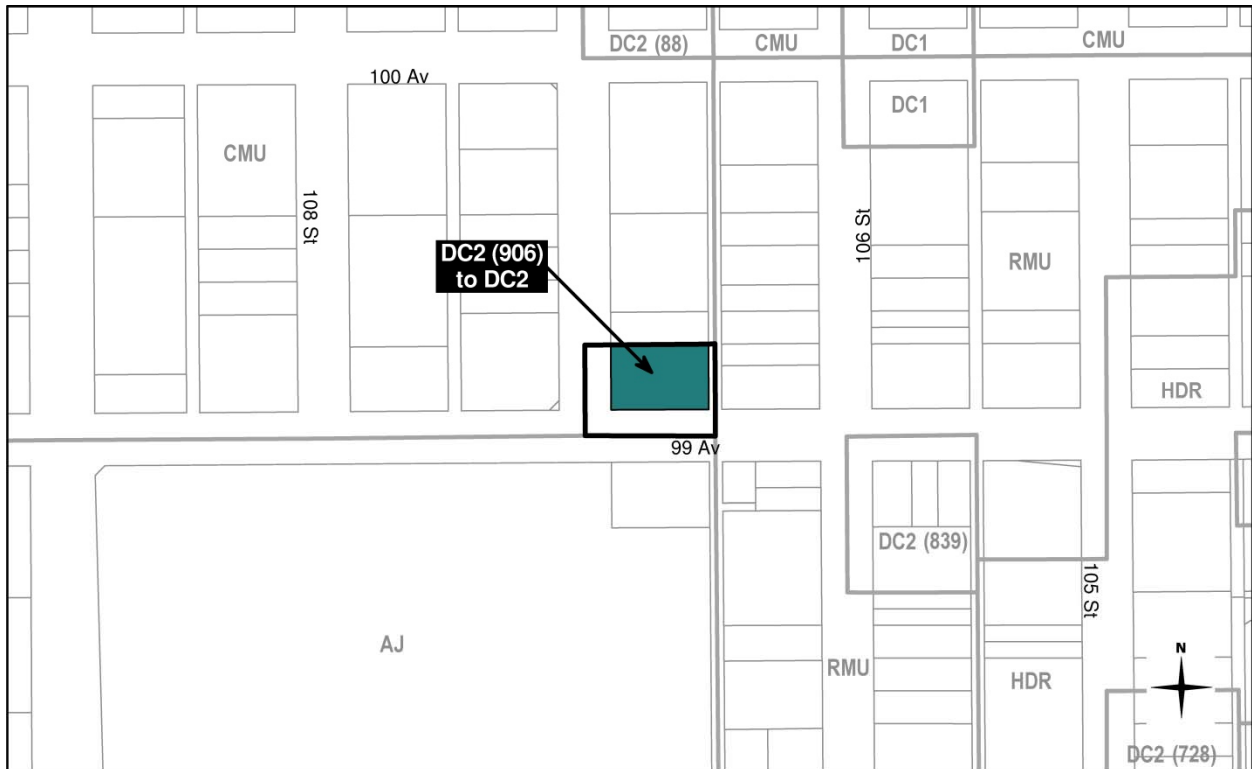 DC2 (88)
CMU
DC1
CMU
100 Av
DC1
CMU
108 St
106 St
DC2 (906)
to DC2
RMU
HDR
99 Av
DC2 (839)
105 St
AJ
RMU
HDR
N
DC2 (728)